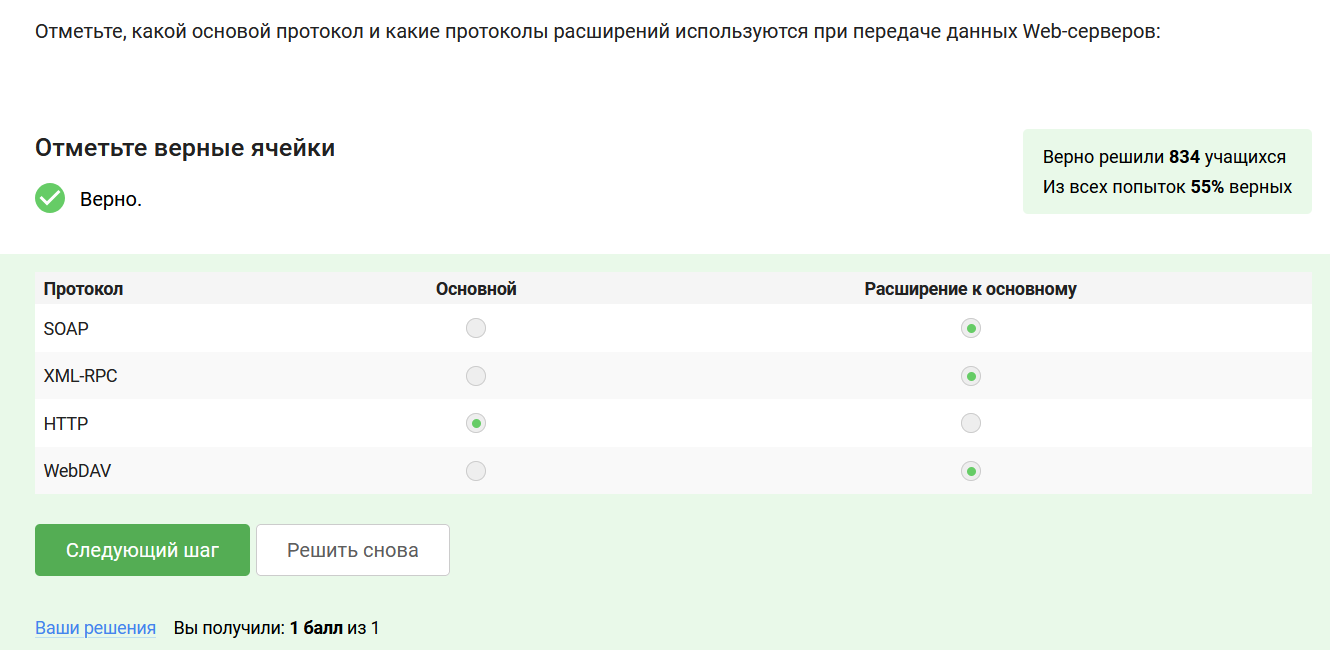 Отметьте, какой основой протокол и какие протоколы расширений используются при передаче данных Web-серверов:
Отметьте верные ячейки
Верно.
Верно решили 834 учащихся
Из всех попыток 55% верных
Протокол Основной Расширение к основному
SOAP
XML-RPC
HTTP
WebDAV
Следующий шаг Решить снова
Ваши решения Вы получили: 1 балл из 1